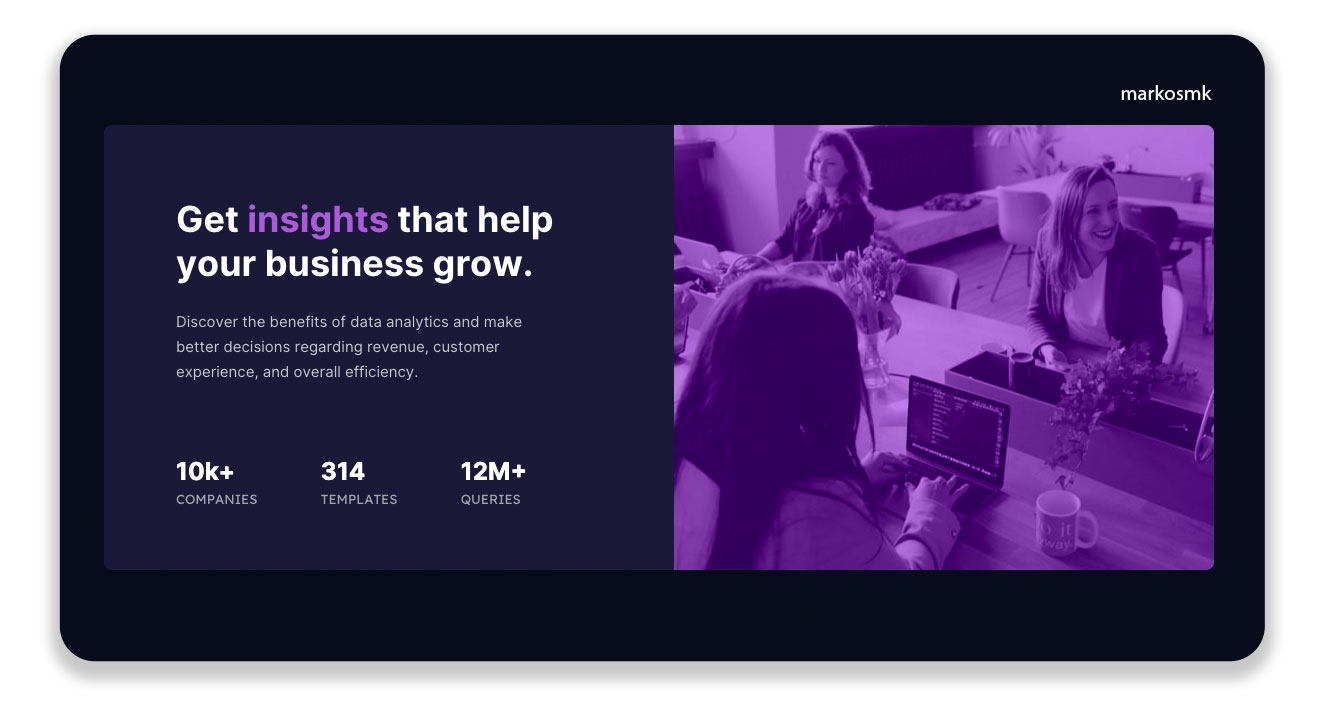 markosmk
Get insights that help
your business grow.
Discover the benefits of data analytics and make
better decisions regarding revenue, customer
experience, and overall efficiency.
10k+ 314 12M+
COMPANIES TEMPLATES QUERIES
it